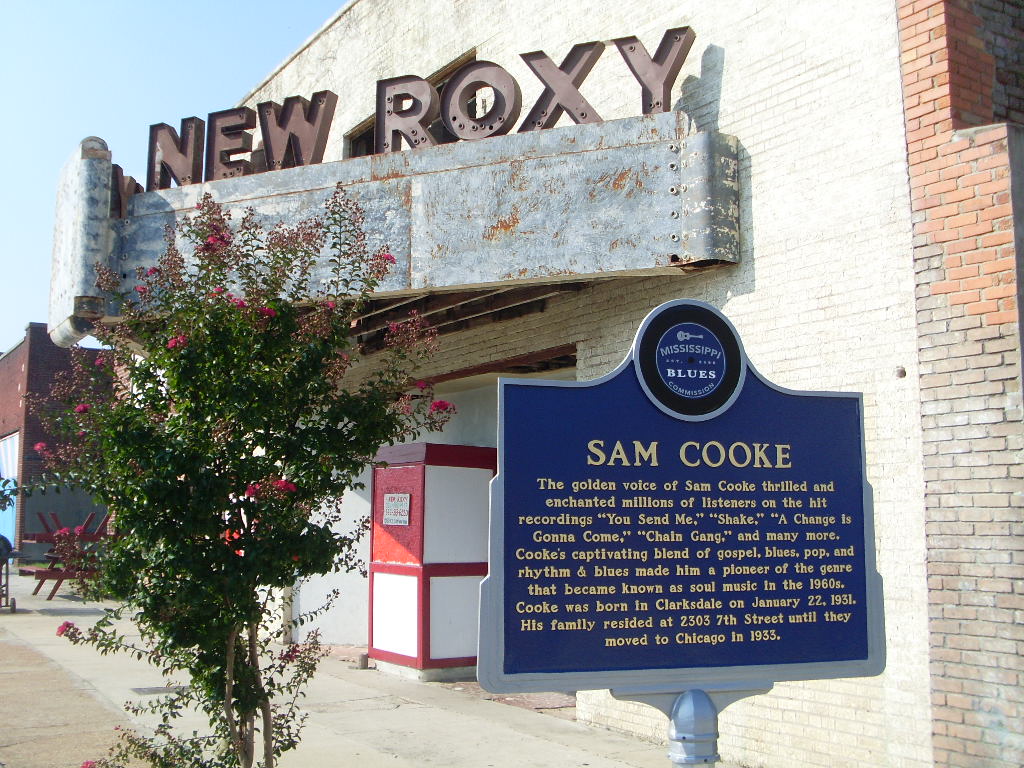 NEW ROXY
MISSISSIPPI
BLUES
COMMISSION
SAM COOKE
The golden voice of Sam Cooke thrilled and
enchanted millions of listeners on the hit
recordings “You Send Me,” “Shake,” “A Change is
Gonna Come,” “Chain Gang,” and many more.
Cooke's captivating blend of gospel, blues, pop, and
rhythm & blues made him a pioneer of the genre
that became known as soul music in the 1960s.
Cooke was born in Clarksdale on January 22, 1931.
His family resided at 2303 7th Street until they
moved to Chicago in 1933.
NEW ROXY